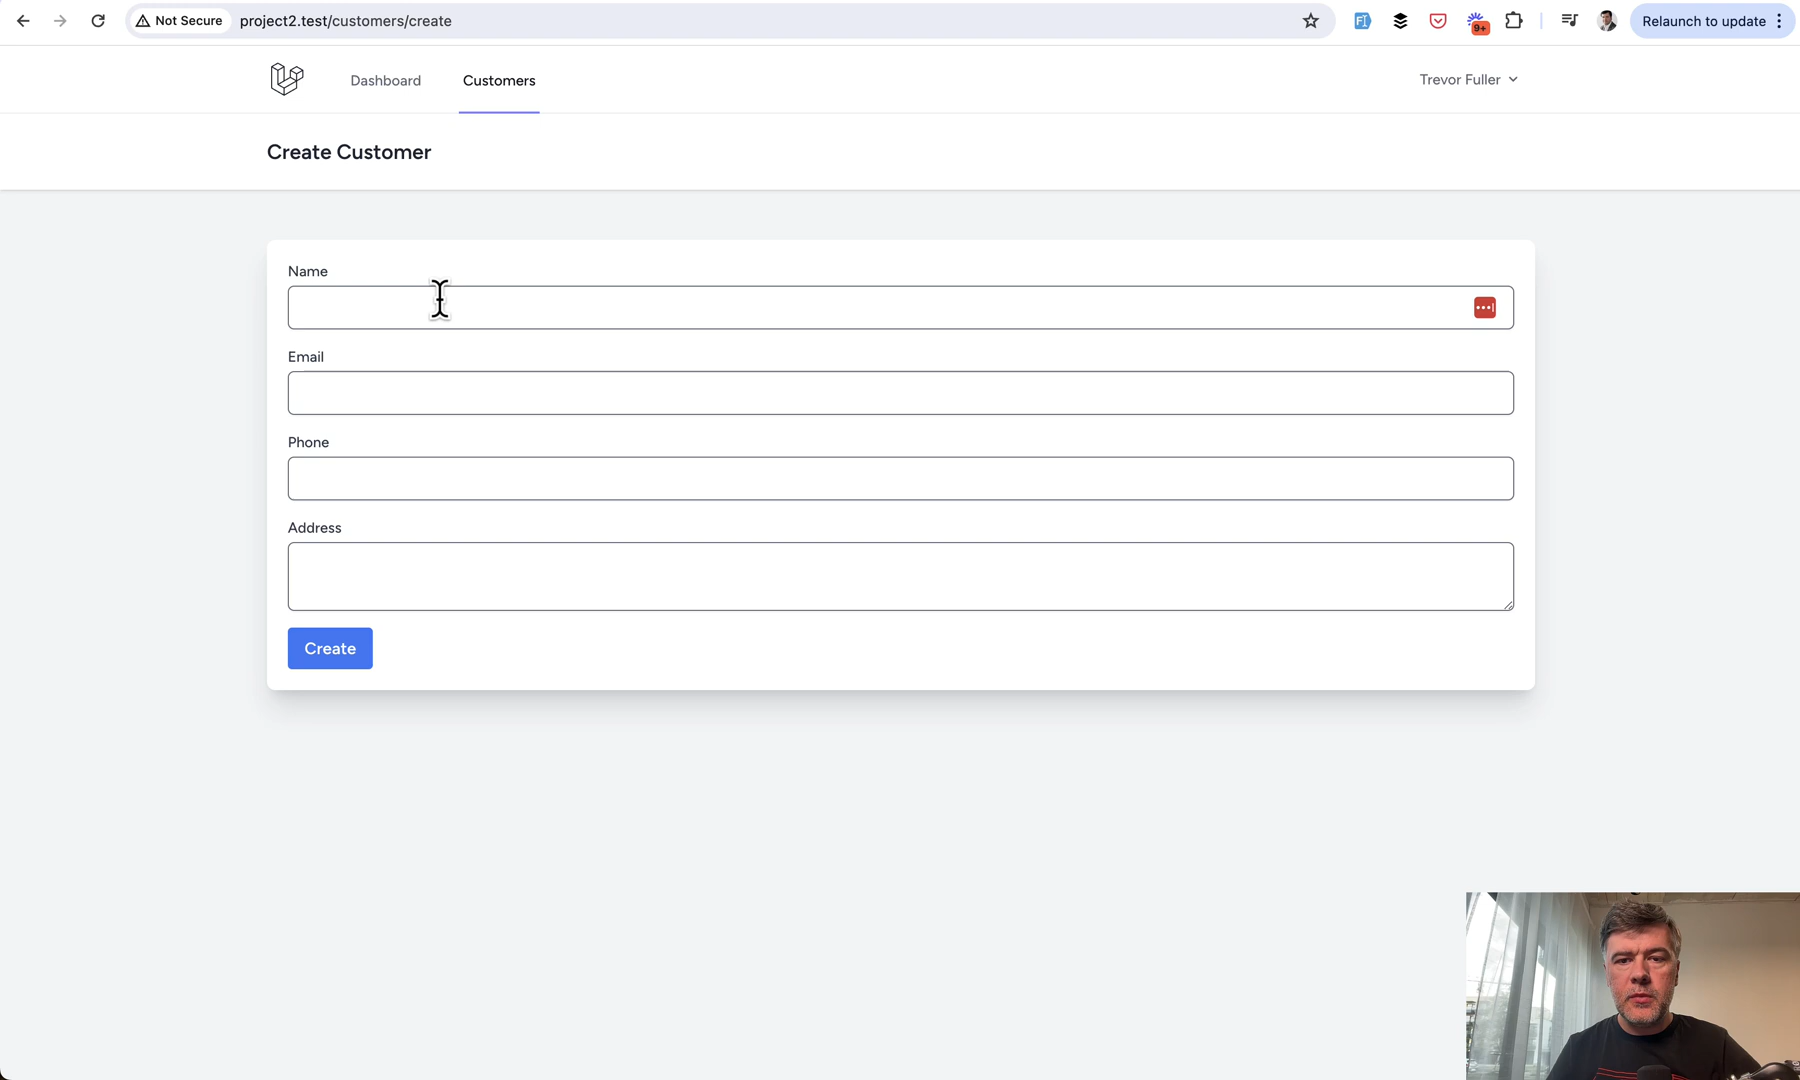 Not Secure project2.test/customers/create 9+ Relaunch to update
Dashboard Customers Trevor Fuller
Create Customer
Name
Email
Phone
Address
Create